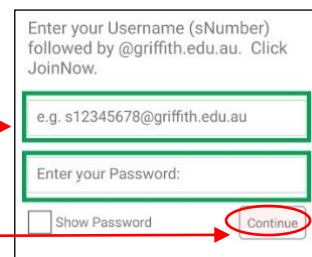 Enter your Username (sNumber)
followed by @griffith.edu.au. Click
JoinNow.
e.g. s12345678@griffith.edu.au
Enter your Password:
Show Password
Continue